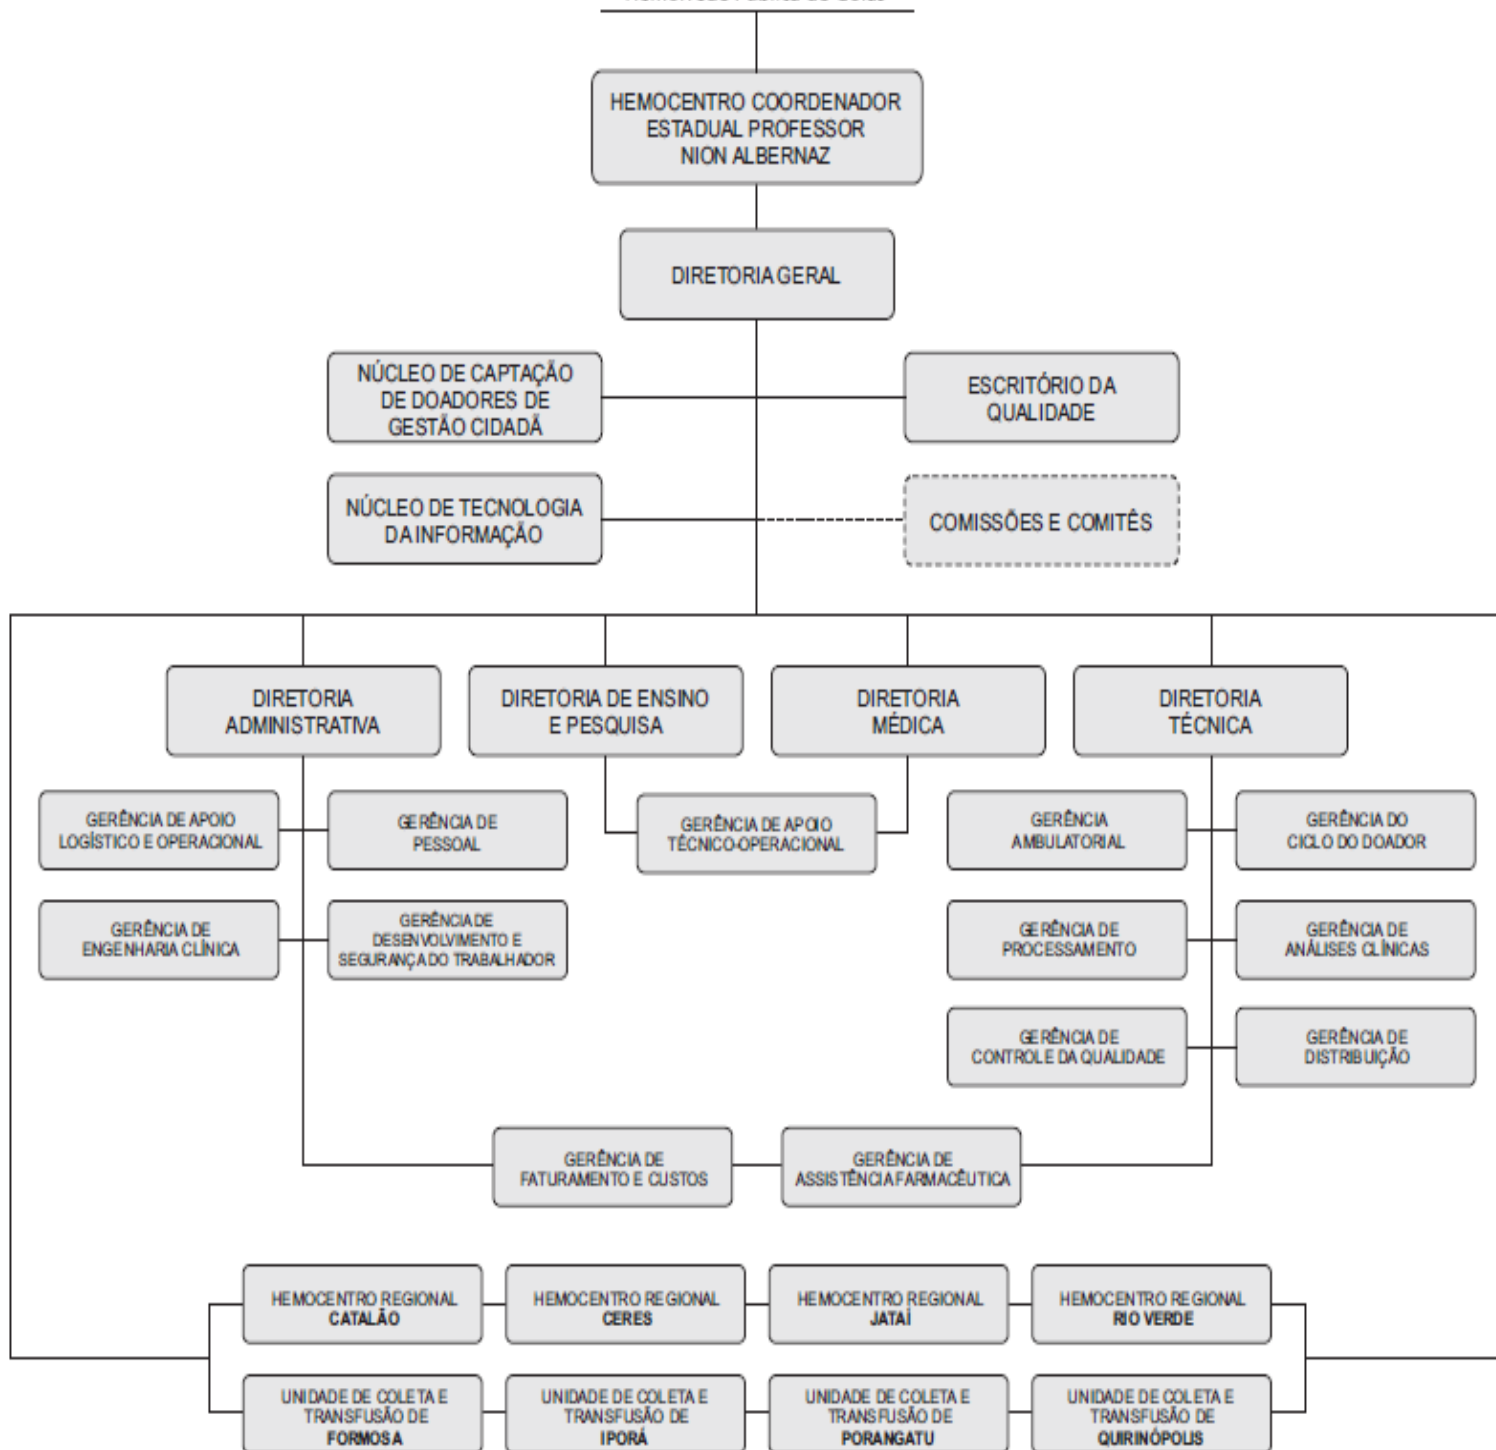 HEMOCENTRO COORDENADOR
ESTADUAL PROFESSOR
NION ALBERNAZ
DIRETORIA GERAL
NÚCLEO DE CAPTAÇÃO
DE DOADORES DE
GESTÃO CIDADÃ
ESCRITÓRIO DA
QUALIDADE
NÚCLEO DE TECNOLOGIA
DA INFORMAÇÃO
COMISSÕES E COMITÊS
DIRETORIA
ADMINISTRATIVA
DIRETORIA DE ENSINO
E PESQUISA
DIRETORIA
MÉDICA
DIRETORIA
TÉCNICA
GERÊNCIA DE APOIO
LOGÍSTICO E OPERACIONAL
GERÊNCIA DE
PESSOAL
GERÊNCIA DE APOIO
TÉCNICO-OPERACIONAL
GERÊNCIA
AMBULATORIAL
GERÊNCIA DO
CICLO DO DOADOR
GERÊNCIA DE
ENGENHARIA CLÍNICA
GERÊNCIA DE
DESENVOLVIMENTO E
SEGURANÇA DO TRABALHADOR
GERÊNCIA DE
PROCESSAMENTO
GERÊNCIA DE
ANÁLISES CLÍNICAS
GERÊNCIA DE
CONTROLE DA QUALIDADE
GERÊNCIA DE
DISTRIBUIÇÃO
GERÊNCIA DE
FATURAMENTO E CUSTOS
GERÊNCIA DE
ASSISTÊNCIA FARMACÊUTICA
HEMOCENTRO REGIONAL
CATALÃO
HEMOCENTRO REGIONAL
CERES
HEMOCENTRO REGIONAL
JATAÍ
HEMOCENTRO REGIONAL
RIO VERDE
UNIDADE DE COLETA E
TRANSFUSÃO DE
FORMOSA
UNIDADE DE COLETA E
TRANSFUSÃO DE
IPORÁ
UNIDADE DE COLETA E
TRANSFUSÃO DE
PORANGATU
UNIDADE DE COLETA E
TRANSFUSÃO DE
QUIRINÓPOLIS